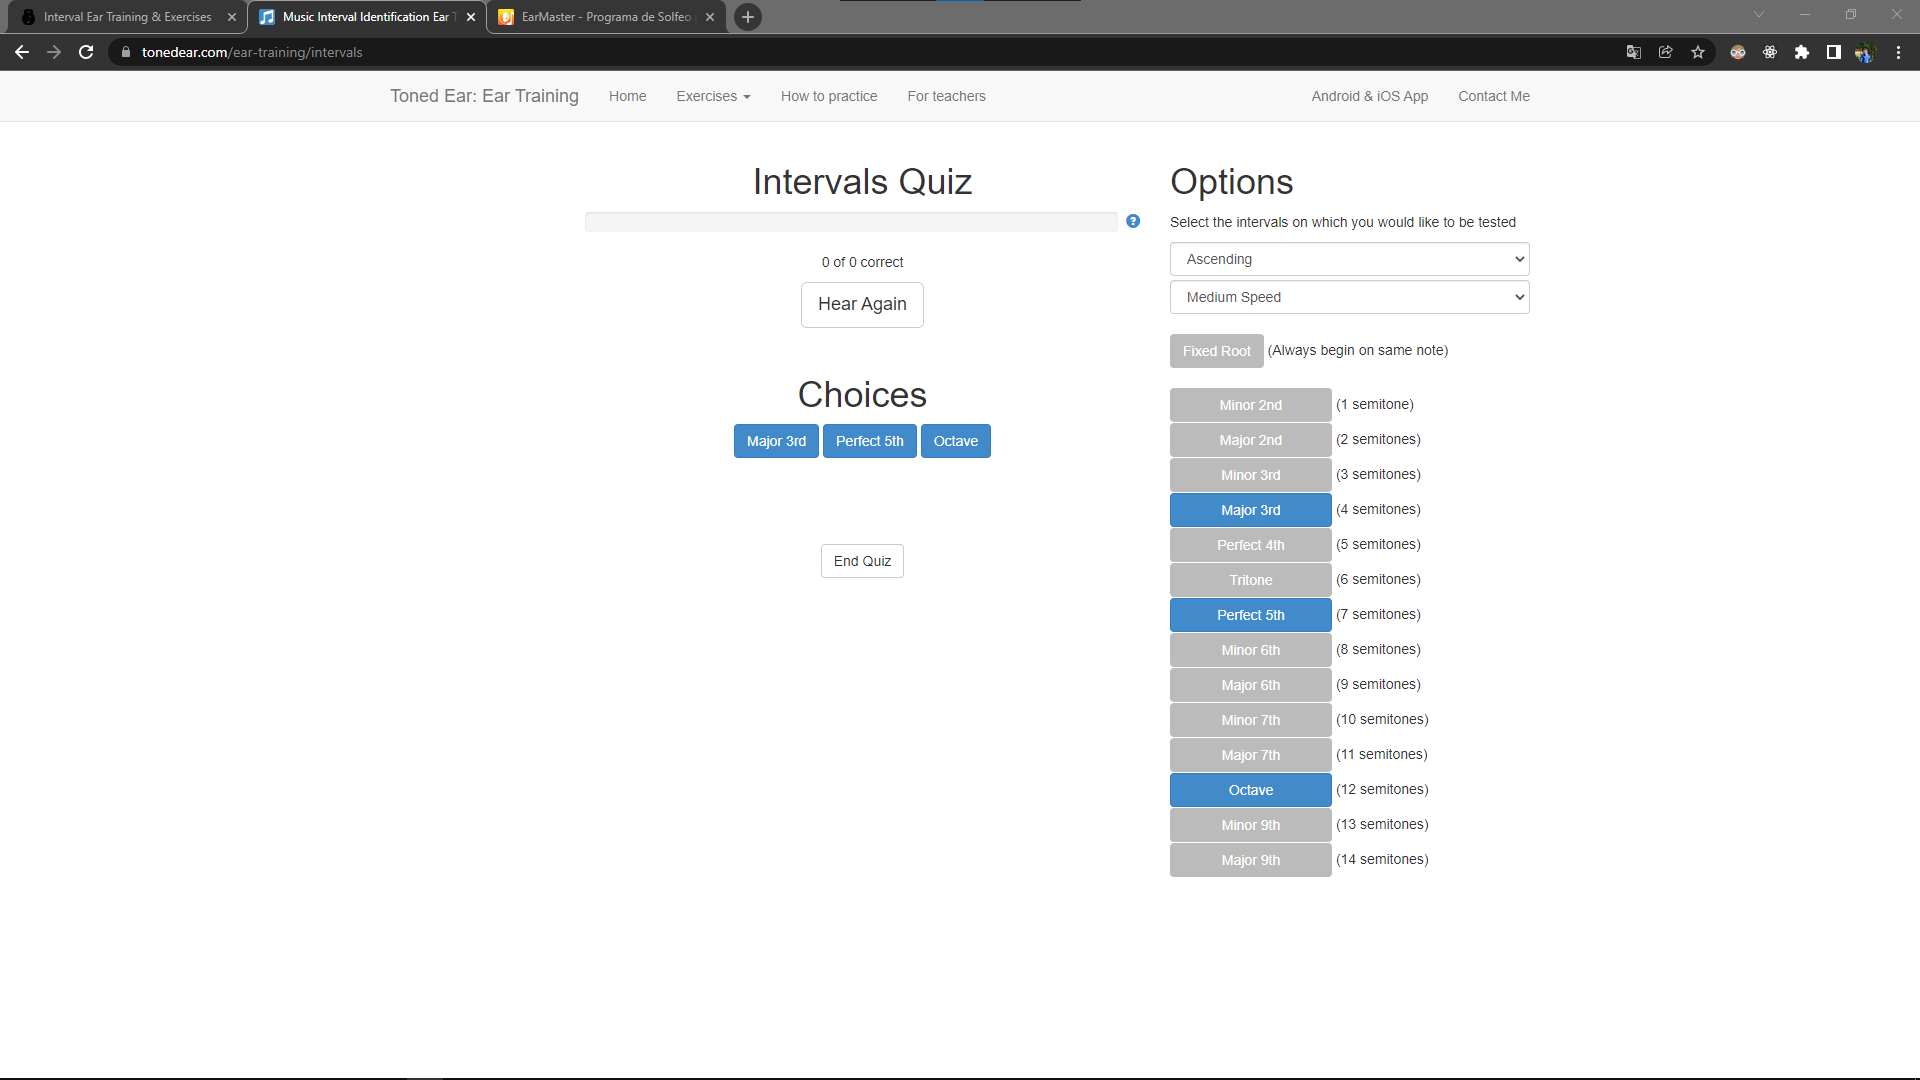 Interval Ear Training & Exercises
Music Interval Identification Ear T
EarMaster - Programa de Solfeo
tonedear.com/ear-training/intervals
Toned Ear: Ear Training Home Exercises How to practice For teachers Android & iOS App Contact Me
Intervals Quiz
0 of 0 correct
Hear Again
Choices
Major 3rd Perfect 5th Octave
End Quiz
Options
Select the intervals on which you would like to be tested
Ascending
Medium Speed
Fixed Root (Always begin on same note)
Minor 2nd (1 semitone)
Major 2nd (2 semitones)
Minor 3rd (3 semitones)
Major 3rd (4 semitones)
Perfect 4th (5 semitones)
Tritone (6 semitones)
Perfect 5th (7 semitones)
Minor 6th (8 semitones)
Major 6th (9 semitones)
Minor 7th (10 semitones)
Major 7th (11 semitones)
Octave (12 semitones)
Minor 9th (13 semitones)
Major 9th (14 semitones)